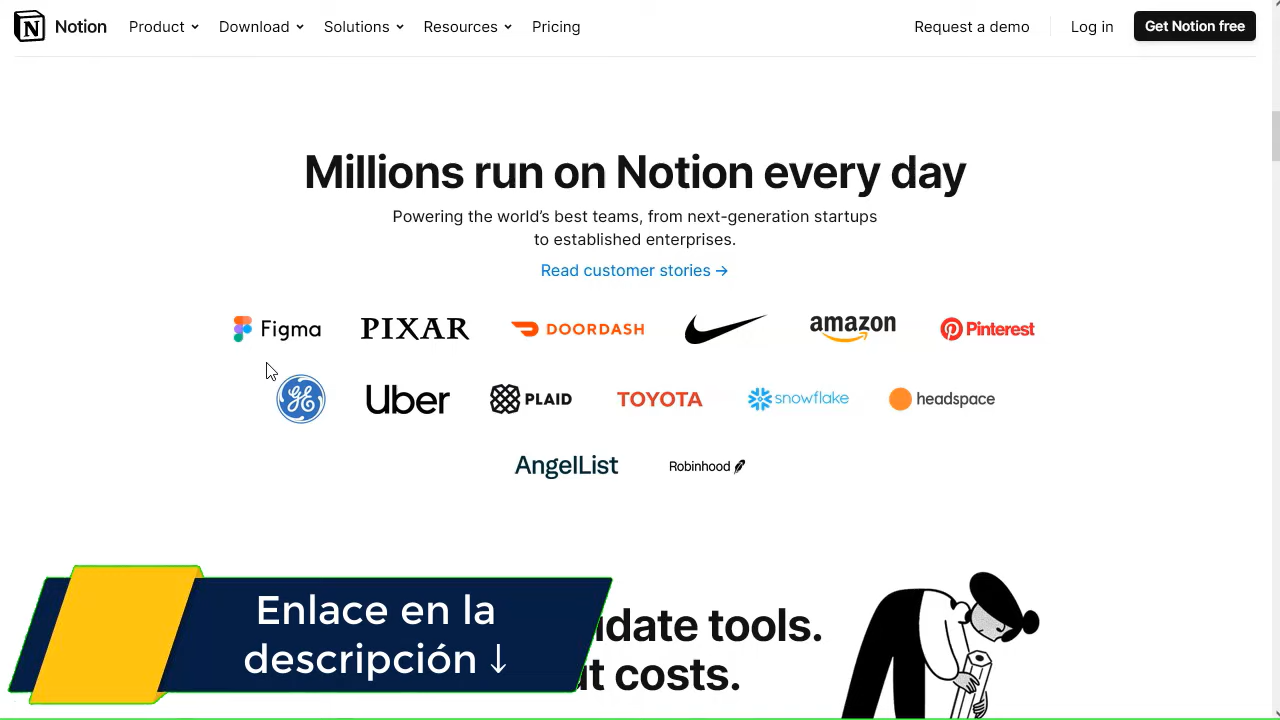 Notion Product Download Solutions Resources Pricing Request a demo Log in Get Notion free
Millions run on Notion every day
Powering the world's best teams, from next-generation startups
to established enterprises.
Read customer stories →
Figma PIXAR DOORDASH amazon Pinterest
GE Uber PLAID TOYOTA snowflake headspace
AngelList Robinhood
idate tools.
t costs.
Enlace en la
descripción ↓